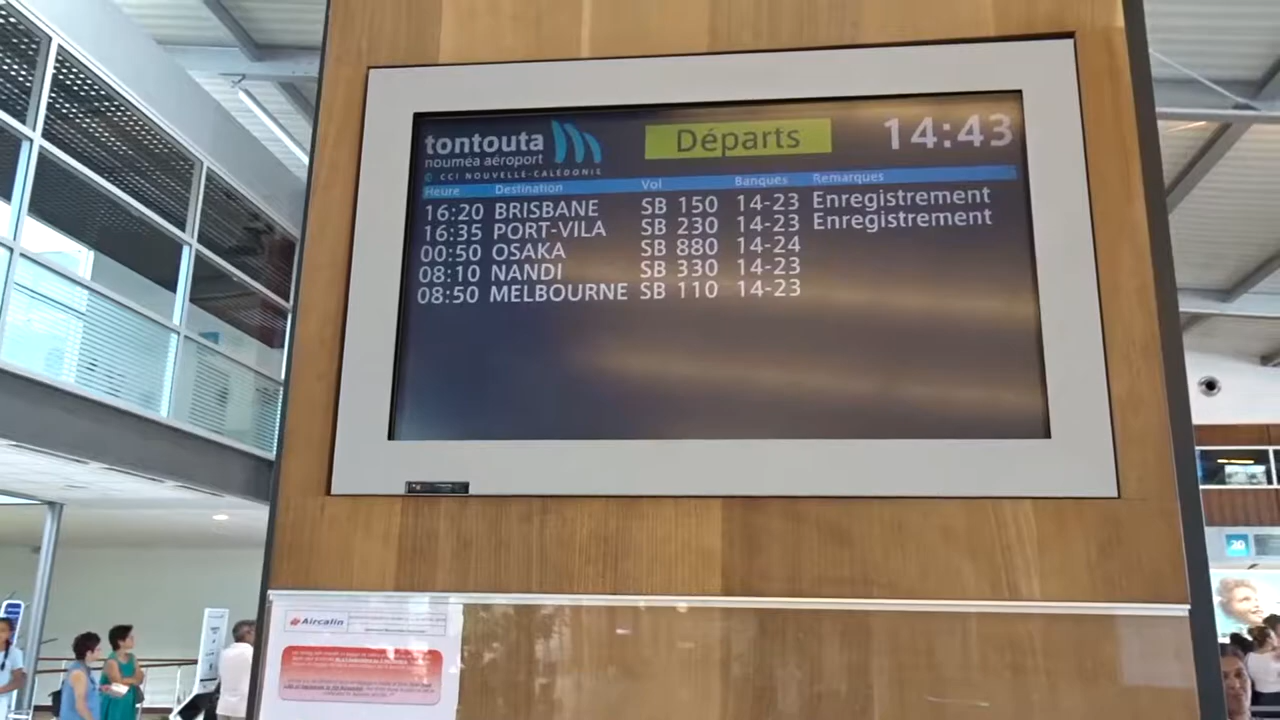 tontouta
nouméa aéroport
© CCI NOUVELLE-CALÉDONIE
Départs
14:43
Heure Destination Vol Banques Remarques
16:20 BRISBANE SB 150 14-23 Enregistrement
16:35 PORT-VILA SB 230 14-23 Enregistrement
00:50 OSAKA SB 880 14-24
08:10 NANDI SB 330 14-23
08:50 MELBOURNE SB 110 14-23
20
Aircalin